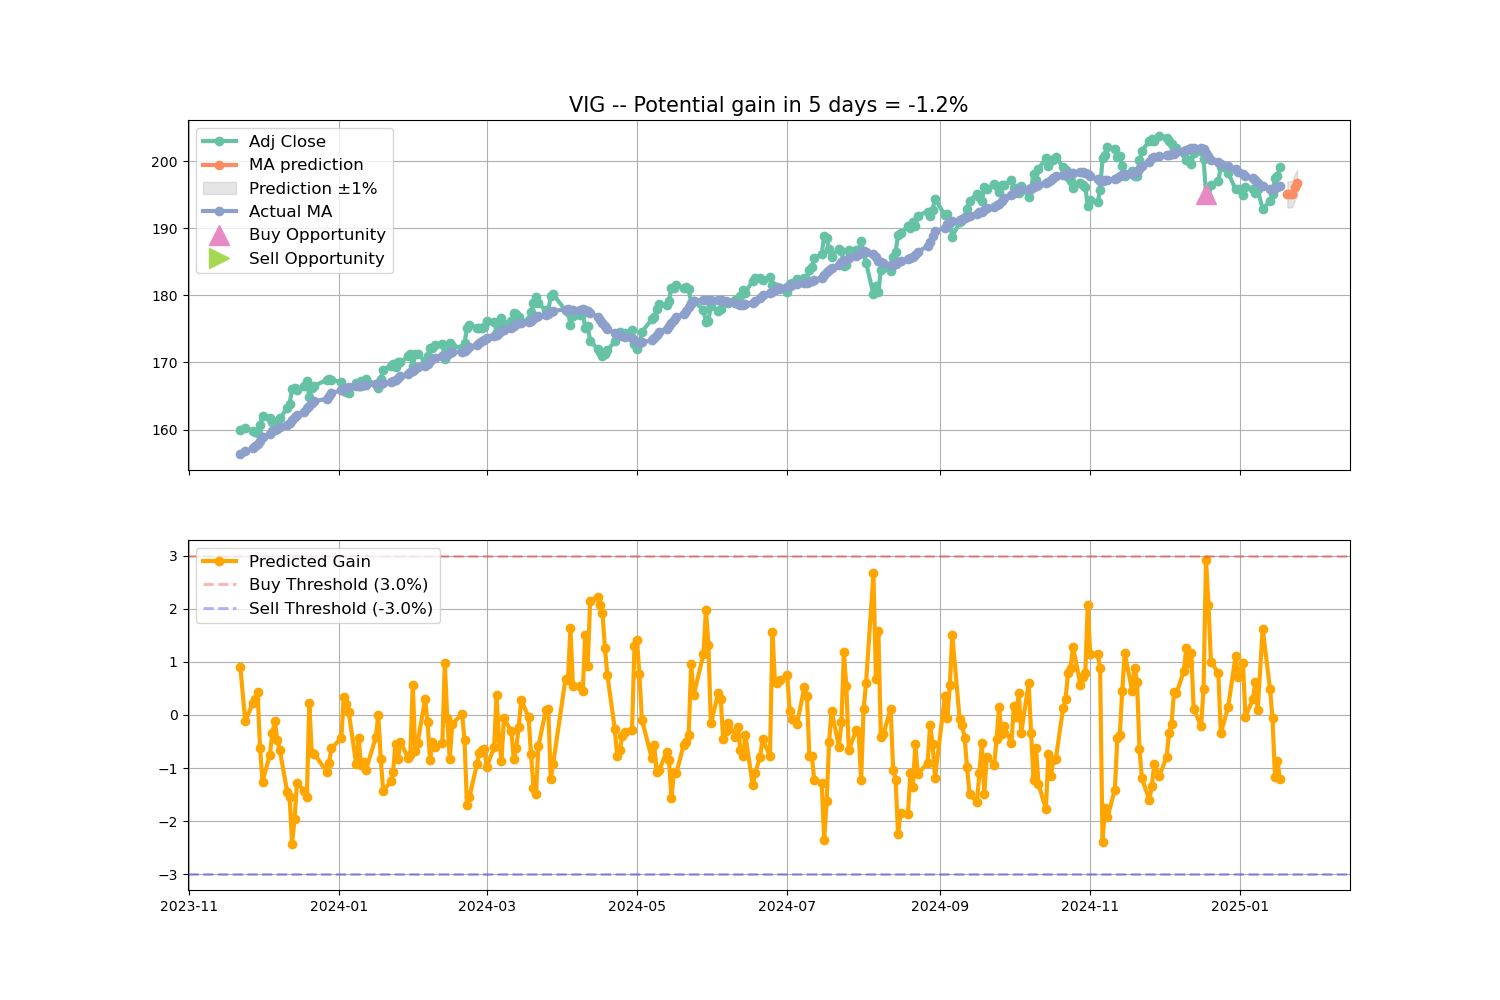 VIG -- Potential gain in 5 days = -1.2%
200
190
180
170
160
Adj Close
MA prediction
Prediction ±1%
Actual MA
Buy Opportunity
Sell Opportunity
3
2
1
0
−1
−2
−3
Predicted Gain
Buy Threshold (3.0%)
Sell Threshold (-3.0%)
2023-11 2024-01 2024-03 2024-05 2024-07 2024-09 2024-11 2025-01